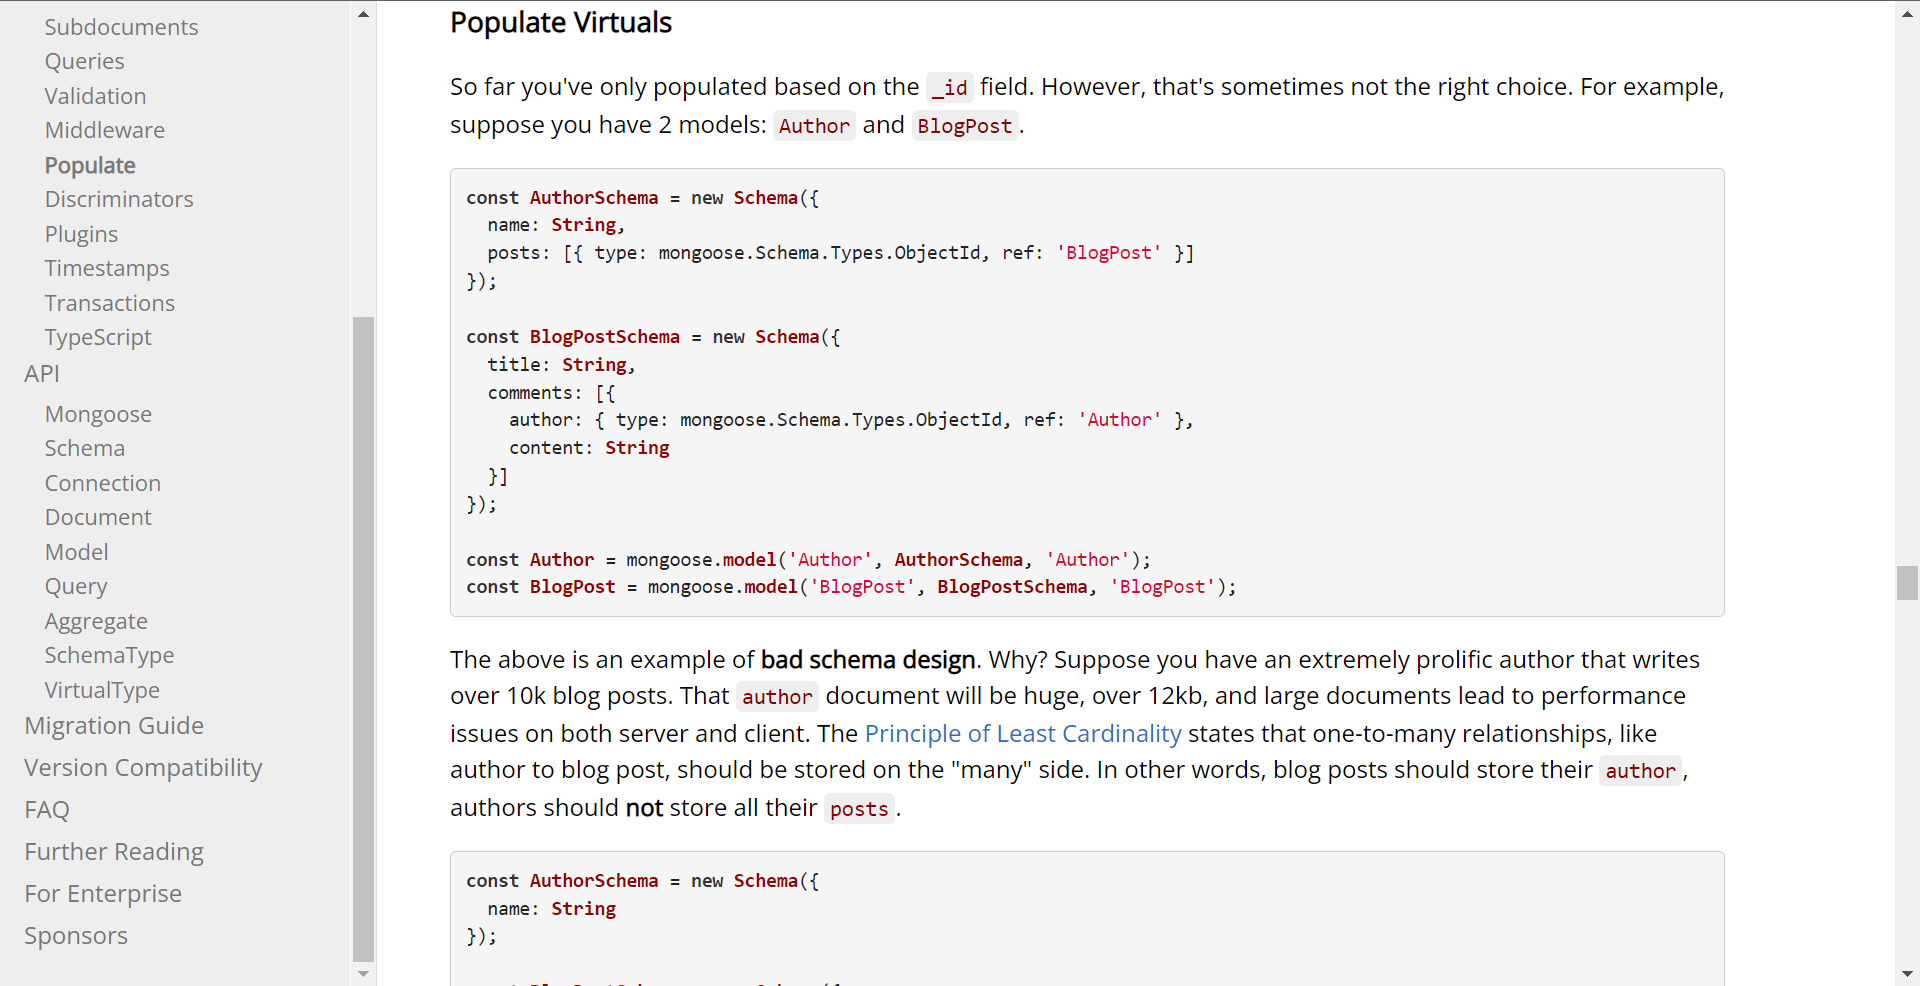 Subdocuments
Queries
Validation
Middleware
Populate
Discriminators
Plugins
Timestamps
Transactions
TypeScript
API
Mongoose
Schema
Connection
Document
Model
Query
Aggregate
SchemaType
VirtualType
Migration Guide
Version Compatibility
FAQ
Further Reading
For Enterprise
Sponsors
Populate Virtuals
So far you've only populated based on the _id field. However, that's sometimes not the right choice. For example,
suppose you have 2 models: Author and BlogPost.
const AuthorSchema = new Schema({
  name: String,
  posts: [{ type: mongoose.Schema.Types.ObjectId, ref: 'BlogPost' }]
});
const BlogPostSchema = new Schema({
  title: String,
  comments: [{
    author: { type: mongoose.Schema.Types.ObjectId, ref: 'Author' },
    content: String
  }]
});
const Author = mongoose.model('Author', AuthorSchema, 'Author');
const BlogPost = mongoose.model('BlogPost', BlogPostSchema, 'BlogPost');
The above is an example of bad schema design. Why? Suppose you have an extremely prolific author that writes
over 10k blog posts. That author document will be huge, over 12kb, and large documents lead to performance
issues on both server and client. The Principle of Least Cardinality states that one-to-many relationships, like
author to blog post, should be stored on the "many" side. In other words, blog posts should store their author,
authors should not store all their posts.
const AuthorSchema = new Schema({
  name: String
});